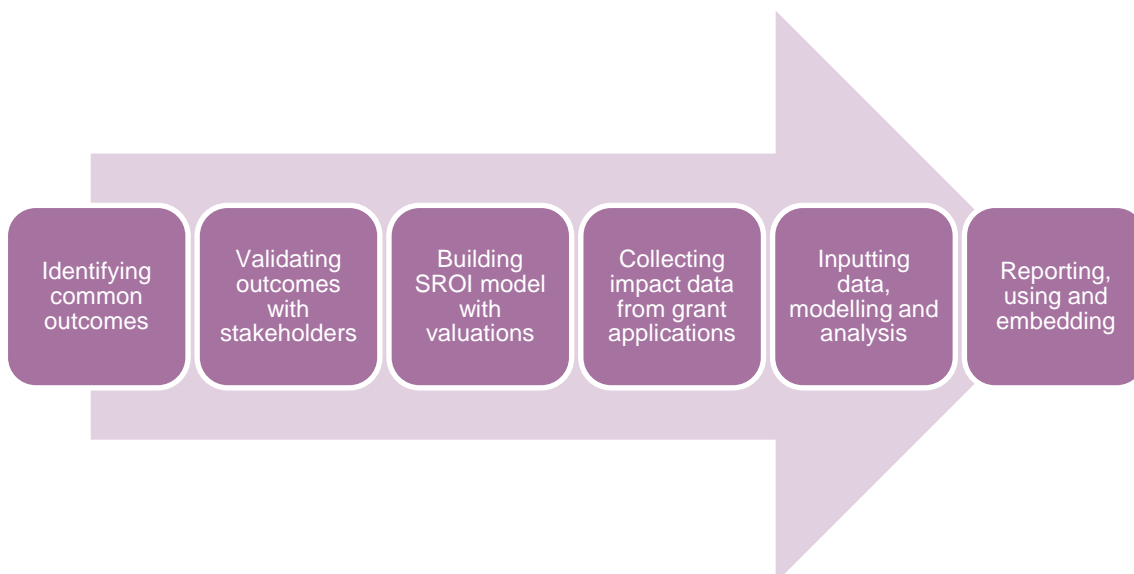 Identifying
common
outcomes
Validating
outcomes
with
stakeholders
Building
SROI model
with
valuations
Collecting
impact data
from grant
applications
Inputting
data,
modelling and
analysis
Reporting,
using and
embedding